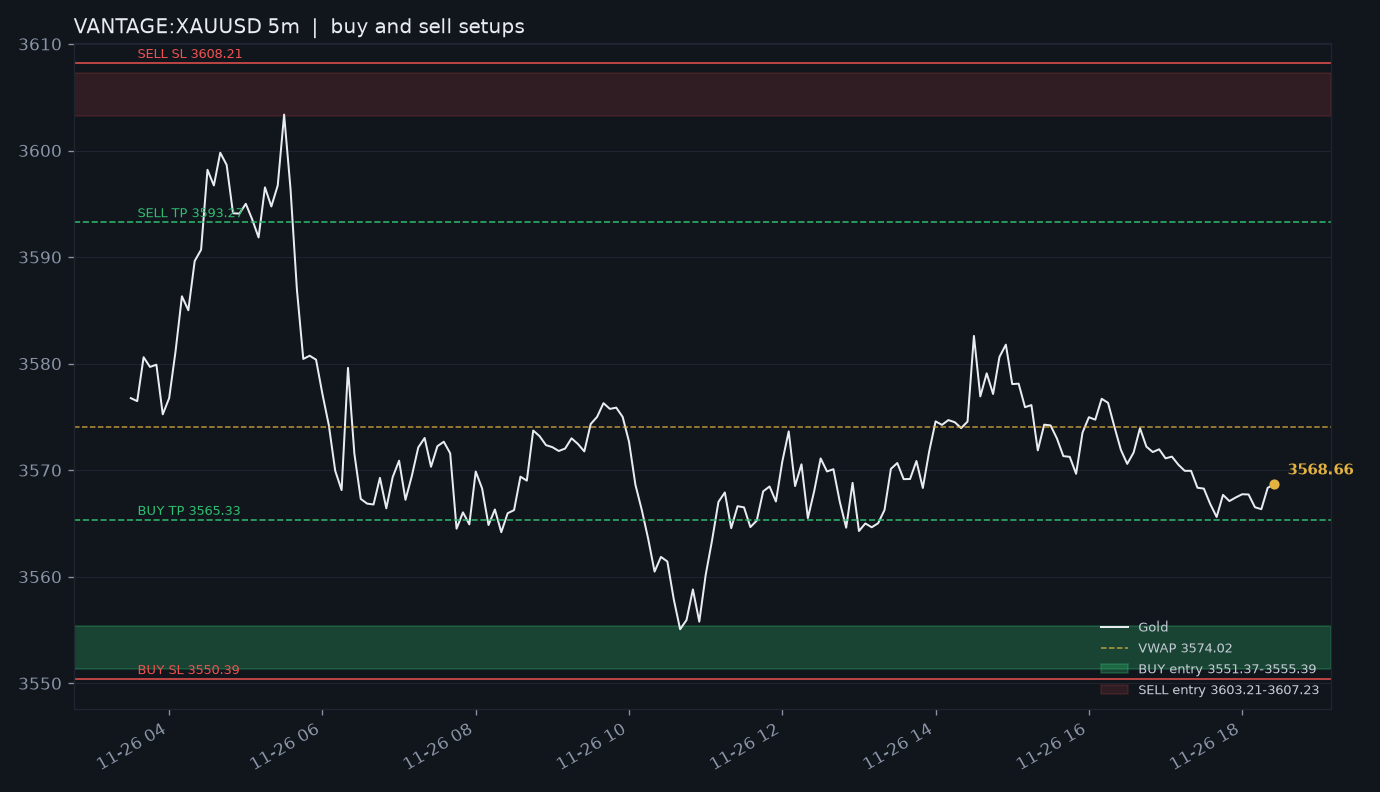 VANTAGE:XAUUSD 5m | buy and sell setups
3610
SELL SL 3608.21
3600
SELL TP 3593.27
3590
3580
3570
3568.66
BUY TP 3565.33
3560
Gold
VWAP 3574.02
BUY SL 3550.39
BUY entry 3551.37-3555.39
3550
SELL entry 3603.21-3607.23
11-26 04
11-26 06
11-26 08
11-26 10
11-26 12
11-26 14
11-26 16
11-26 18